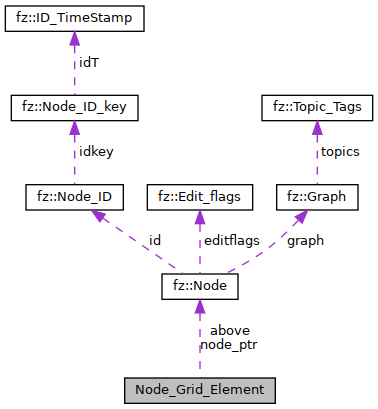 fz::ID_TimeStamp
idT
fz::Node_ID_key
fz::Topic_Tags
idkey
topics
fz::Node_ID
fz::Edit_flags
fz::Graph
id
editflags
graph
fz::Node
above
node_ptr
Node_Grid_Element